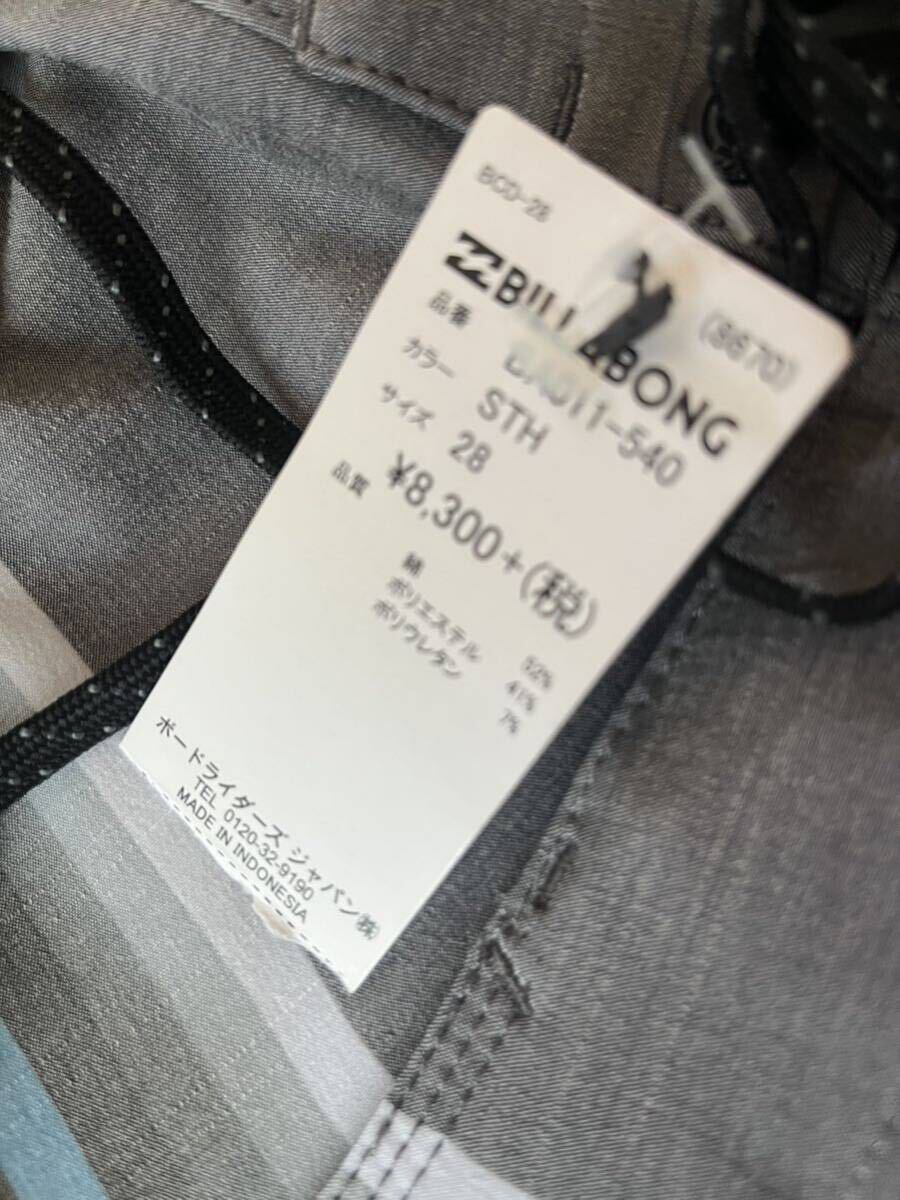 BCD-28
(8670)
BILLABONG
品番 BA011-540
カラー STH
サイズ 28
¥8,300+(税)
品質
綿 52%
ポリエステル 41%
ポリウレタン 7%
ボードライダーズ ジャパン㈱
TEL 0120-32-9190
MADE IN INDONESIA